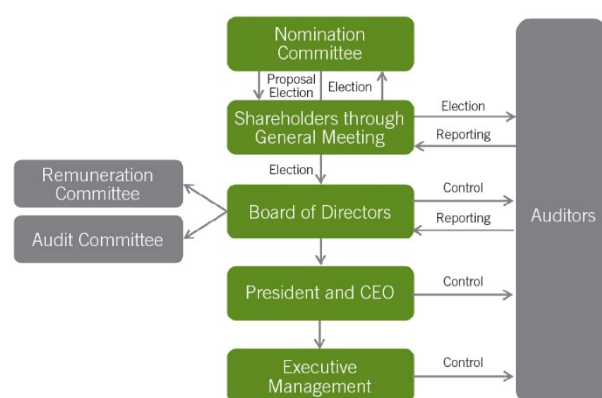 Nomination
Committee
Proposal
Election
Election
Shareholders through
General Meeting
Election
Reporting
Election
Remuneration
Committee
Audit Committee
Board of Directors
Control
Reporting
Auditors
President and CEO
Control
Executive
Management
Control